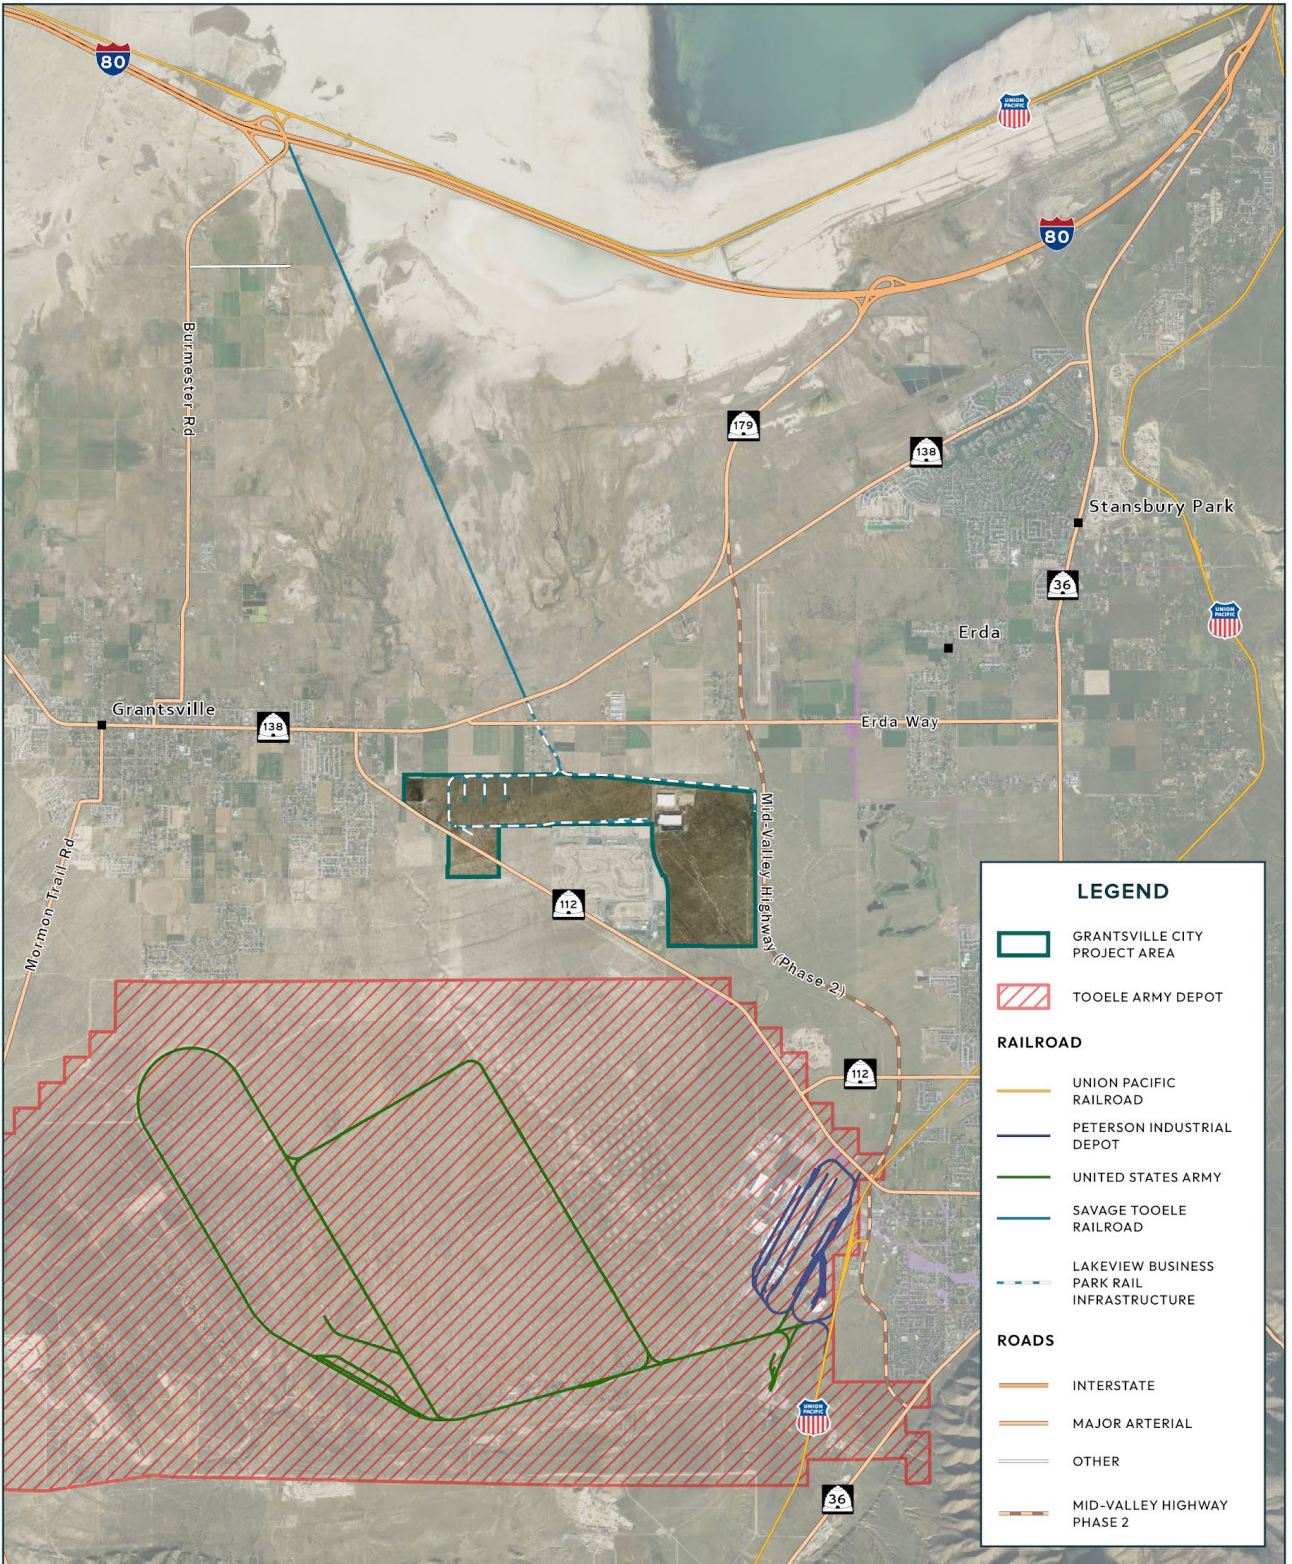 80
UNION
PACIFIC
80
Burmester Rd
179
138
Stansbury Park
36
UNION
PACIFIC
Erda
Grantsville
138
Erda Way
Mid-Valley Highway (Phase 2)
Mormon Trail Rd
112
112
UNION
PACIFIC
36
LEGEND
GRANTSVILLE CITY
PROJECT AREA
TOOELE ARMY DEPOT
RAILROAD
UNION PACIFIC
RAILROAD
PETERSON INDUSTRIAL
DEPOT
UNITED STATES ARMY
SAVAGE TOOELE
RAILROAD
LAKEVIEW BUSINESS
PARK RAIL
INFRASTRUCTURE
ROADS
INTERSTATE
MAJOR ARTERIAL
OTHER
MID-VALLEY HIGHWAY
PHASE 2